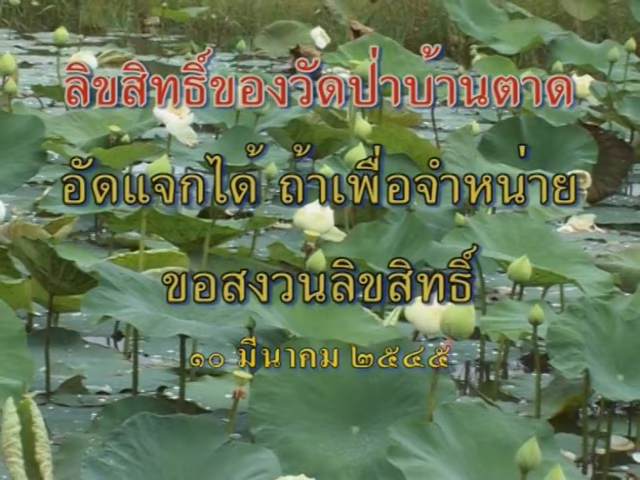 ลิขสิทธิ์ของวัดป่าบ้านตาด
อัดแจกได้ ถ้าเพื่อจำหน่าย
ขอสงวนลิขสิทธิ์
๑๐ มีนาคม ๒๕๔๕